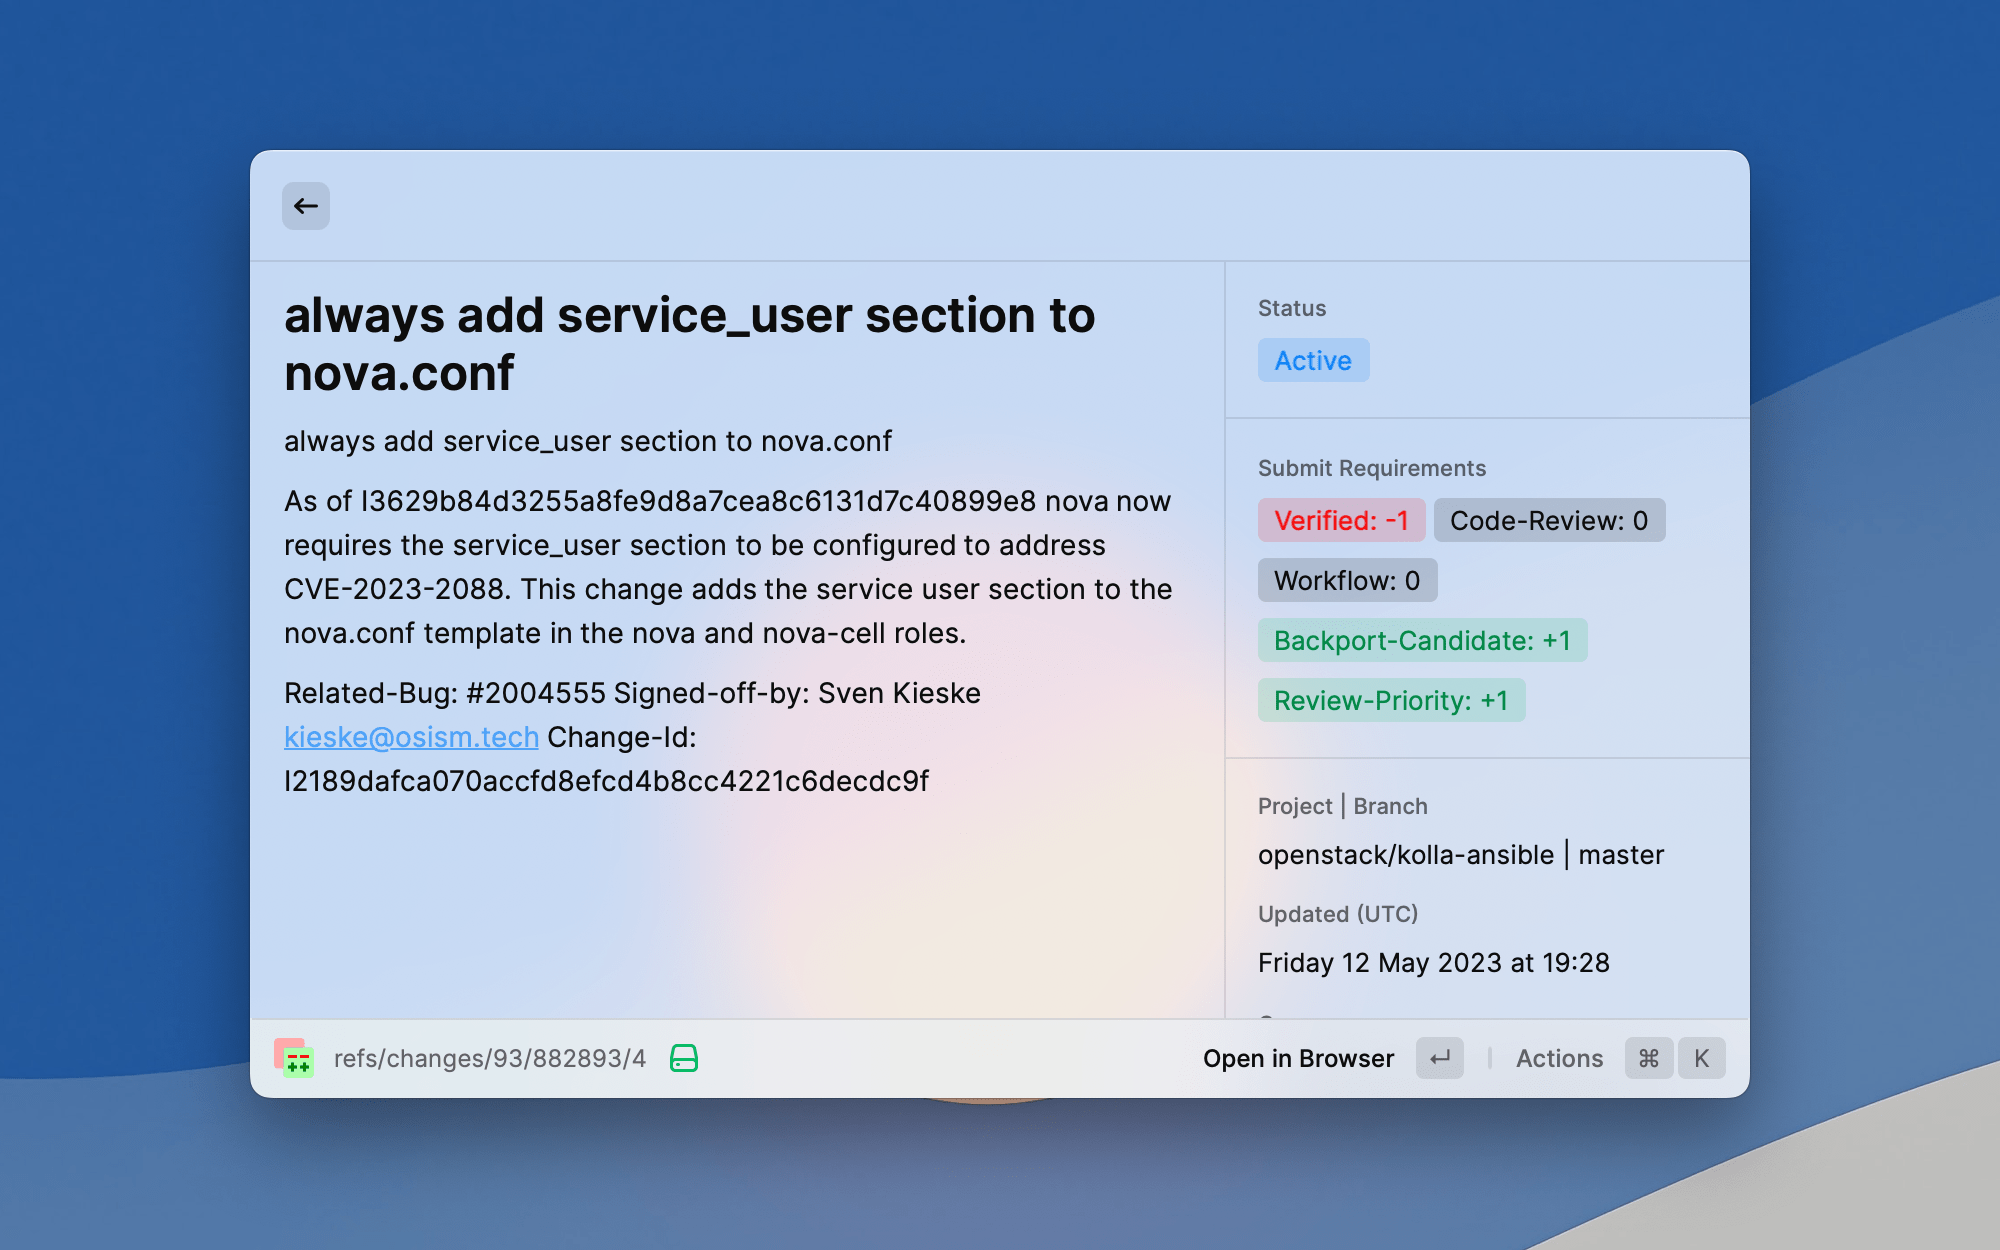 always add service_user section to
nova.conf
always add service_user section to nova.conf
As of I3629b84d3255a8fe9d8a7cea8c6131d7c40899e8 nova now
requires the service_user section to be configured to address
CVE-2023-2088. This change adds the service user section to the
nova.conf template in the nova and nova-cell roles.
Related-Bug: #2004555 Signed-off-by: Sven Kieske
kieske@osism.tech Change-Id:
I2189dafca070accfd8efcd4b8cc4221c6decdc9f
Status
Active
Submit Requirements
Verified: -1 Code-Review: 0
Workflow: 0
Backport-Candidate: +1
Review-Priority: +1
Project | Branch
openstack/kolla-ansible | master
Updated (UTC)
Friday 12 May 2023 at 19:28
refs/changes/93/882893/4
Open in Browser ↵ | Actions ⌘ K